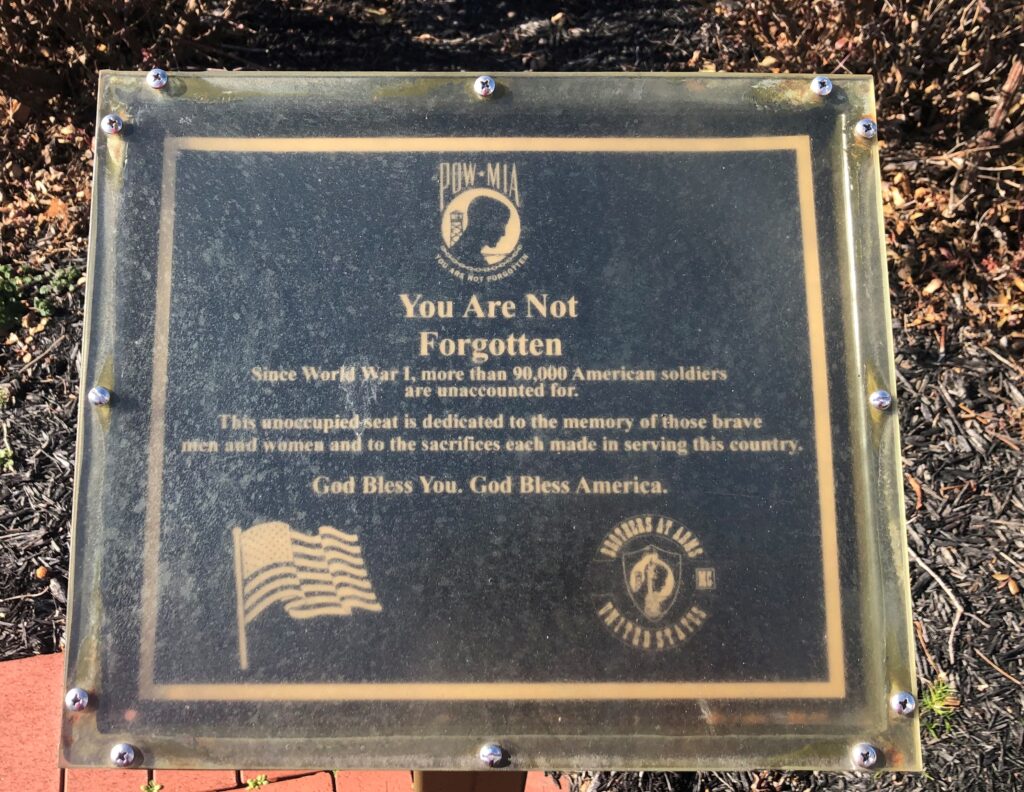 POW★MIA
YOU ARE NOT FORGOTTEN
You Are Not
Forgotten
Since World War I, more than 90,000 American soldiers
are unaccounted for.
This unoccupied seat is dedicated to the memory of those brave
men and women and to the sacrifices each made in serving this country.
God Bless You. God Bless America.
BROTHERS AT ARMS
MC
UNITED STATES